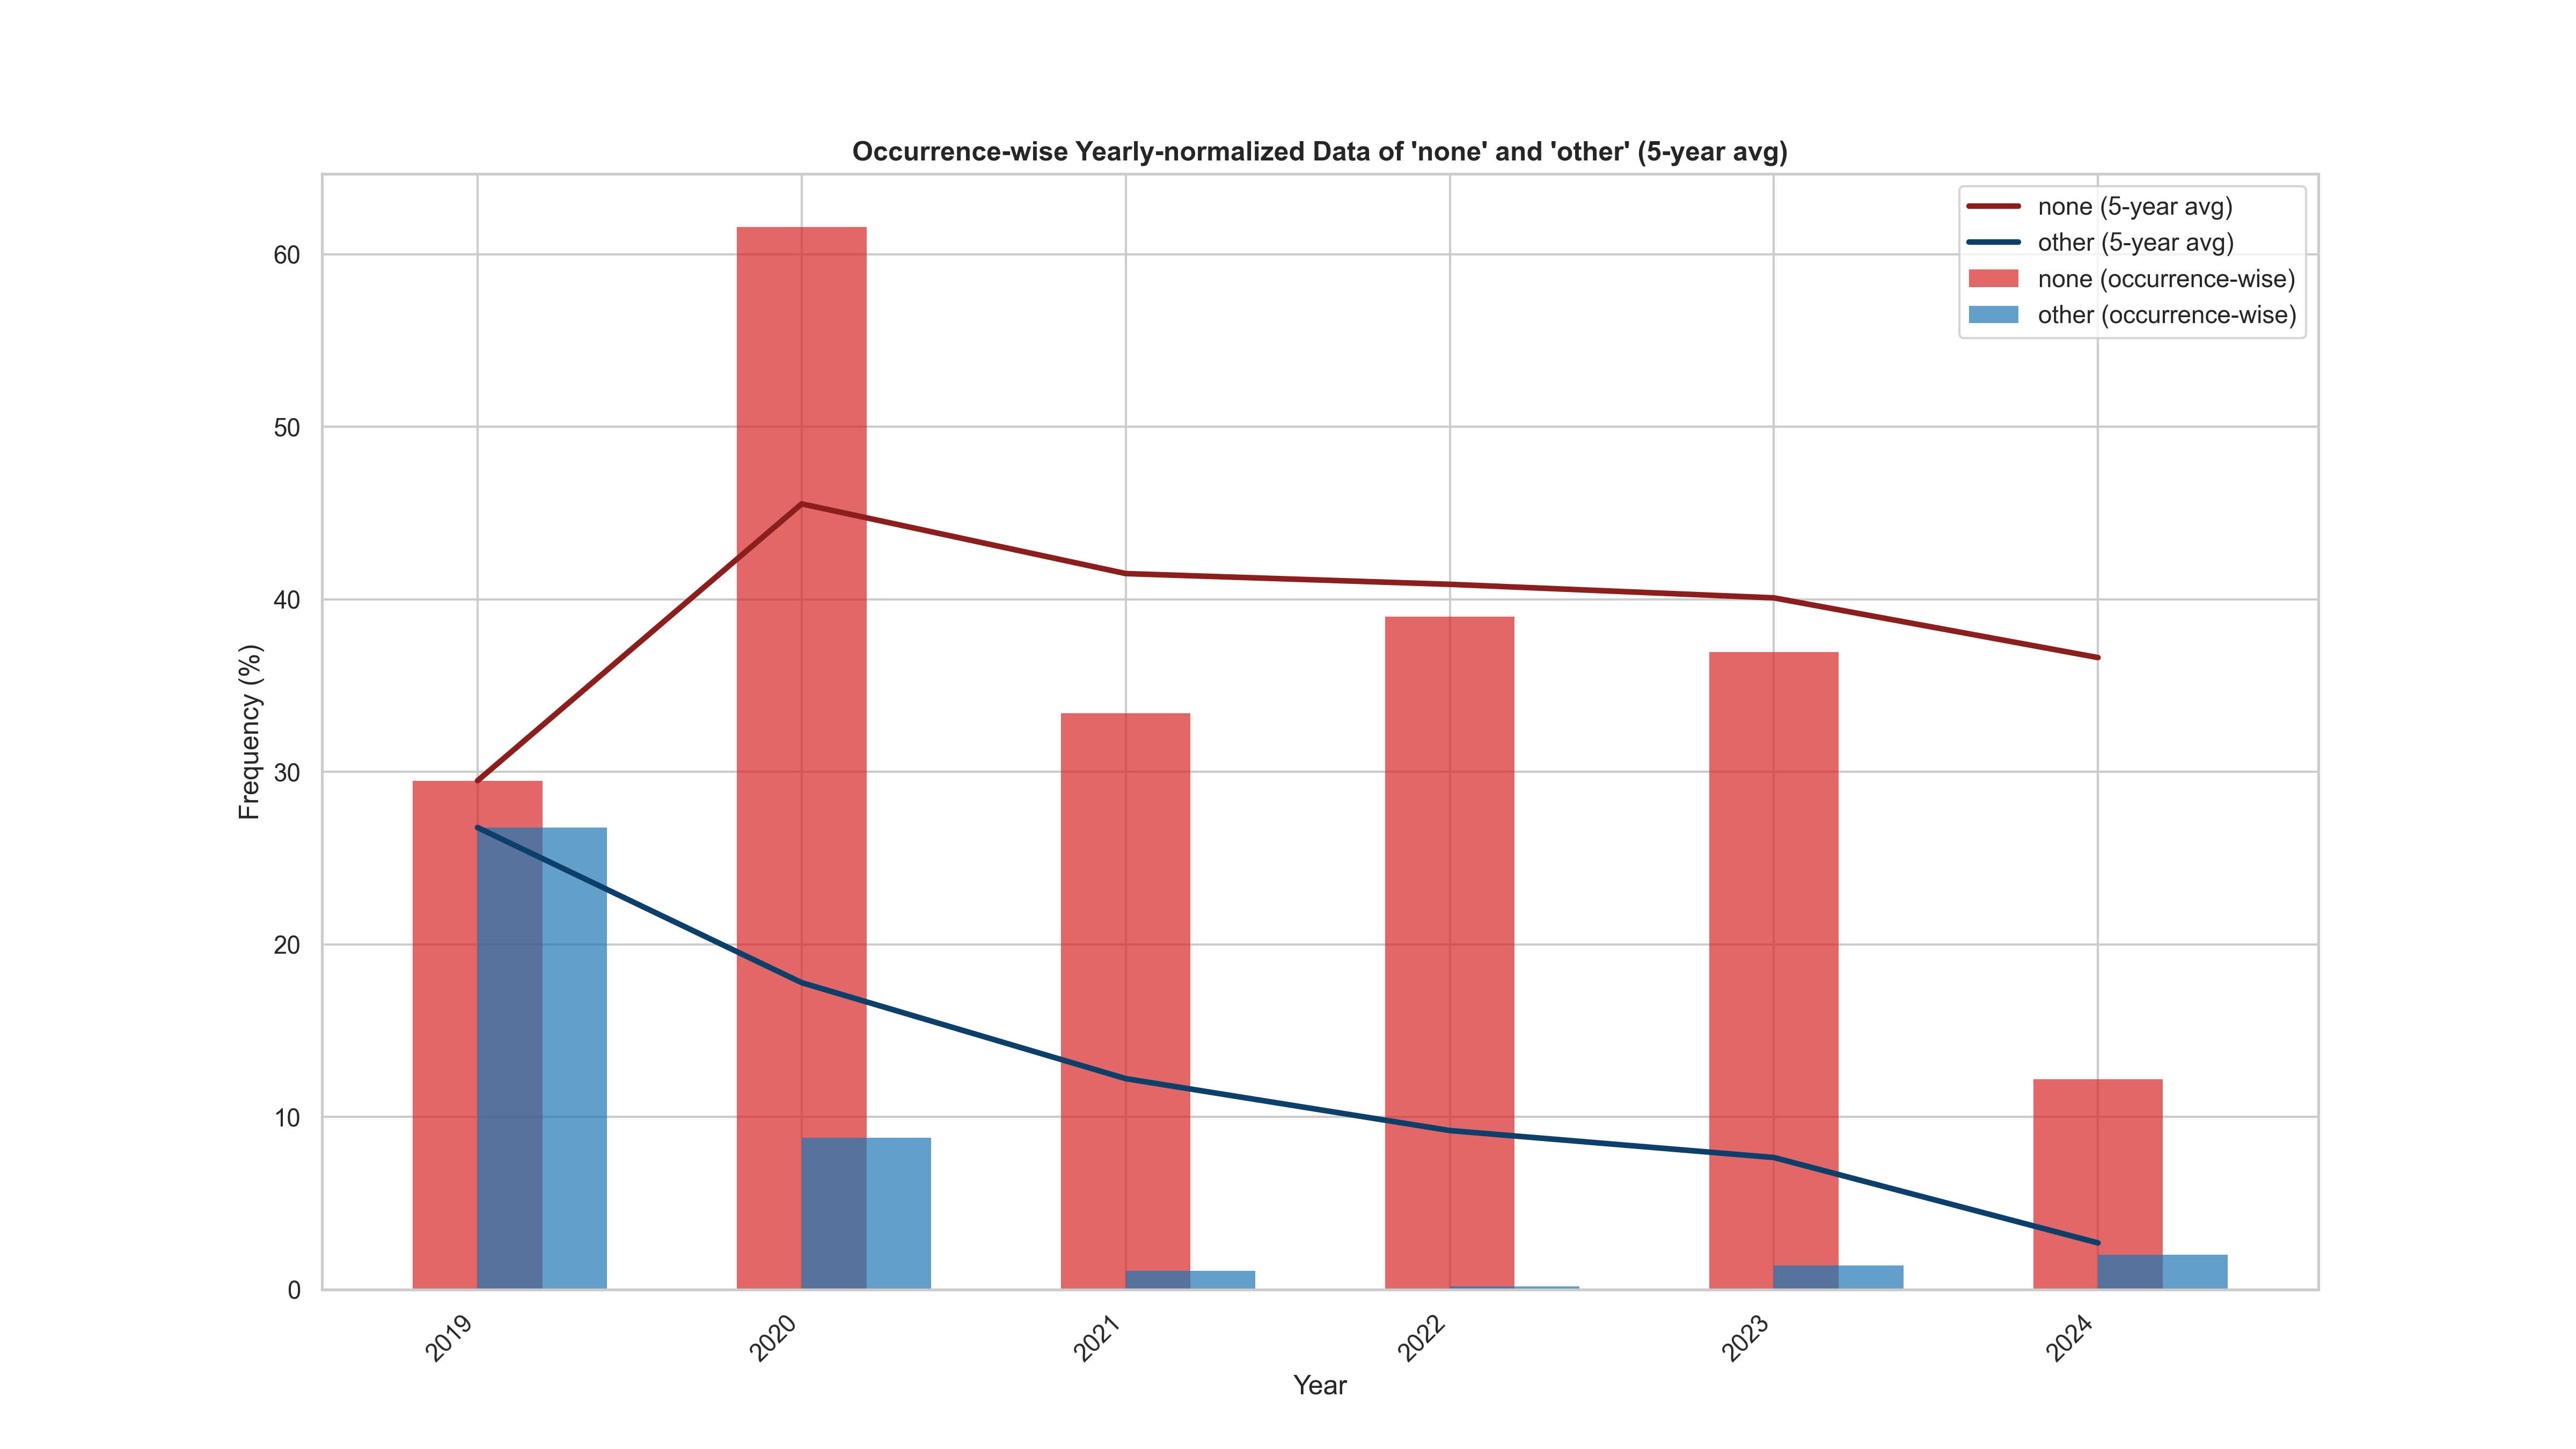 Occurrence-wise Yearly-normalized Data of 'none' and 'other' (5-year avg)
none (5-year avg)
other (5-year avg)
none (occurrence-wise)
other (occurrence-wise)
60
50
40
30
20
10
0
Frequency (%)
2019
2020
2021
2022
2023
2024
Year